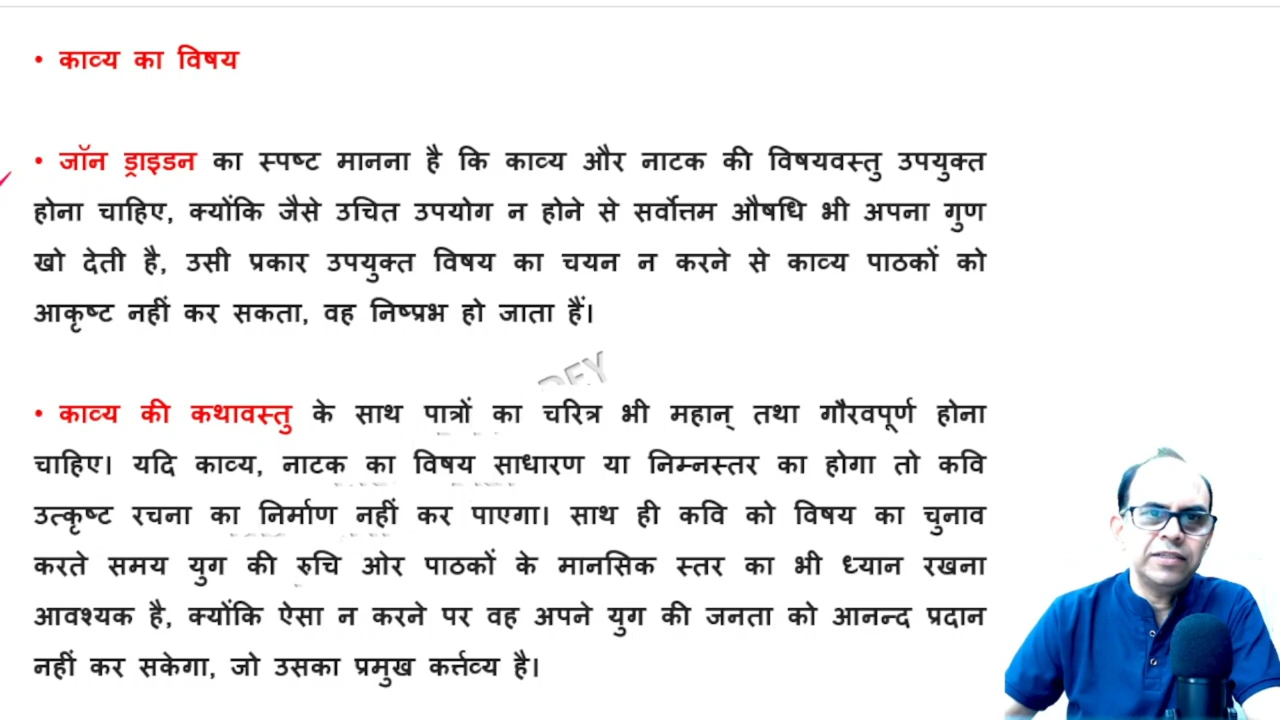 • काव्य का विषय
• जॉन ड्राइडन का स्पष्ट मानना है कि काव्य और नाटक की विषयवस्तु उपयुक्त
होना चाहिए, क्योंकि जैसे उचित उपयोग न होने से सर्वोत्तम औषधि भी अपना गुण
खो देती है, उसी प्रकार उपयुक्त विषय का चयन न करने से काव्य पाठकों को
आकृष्ट नहीं कर सकता, वह निष्प्रभ हो जाता हैं।
• काव्य की कथावस्तु के साथ पात्रों का चरित्र भी महान् तथा गौरवपूर्ण होना
चाहिए। यदि काव्य, नाटक का विषय साधारण या निम्नस्तर का होगा तो कवि
उत्कृष्ट रचना का निर्माण नहीं कर पाएगा। साथ ही कवि को विषय का चुनाव
करते समय युग की रुचि ओर पाठकों के मानसिक स्तर का भी ध्यान रखना
आवश्यक है, क्योंकि ऐसा न करने पर वह अपने युग की जनता को आनन्द प्रदान
नहीं कर सकेगा, जो उसका प्रमुख कर्त्तव्य है।